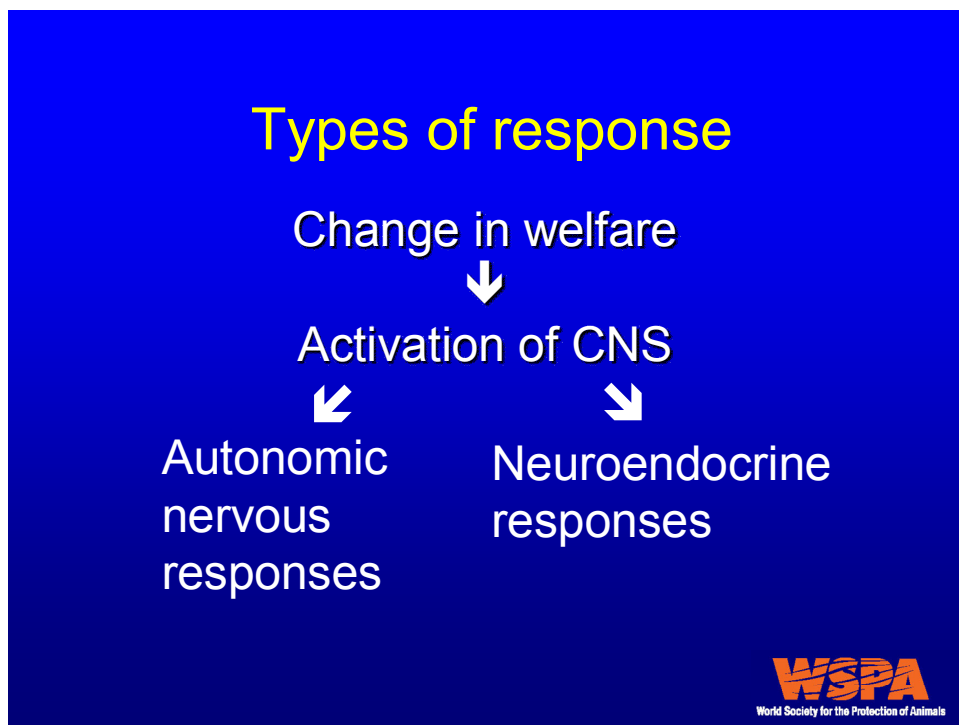 Types of response
Change in welfare
Activation of CNS
Autonomic
nervous
responses
Neuroendocrine
responses
WSPA
World Society for the Protection of Animals